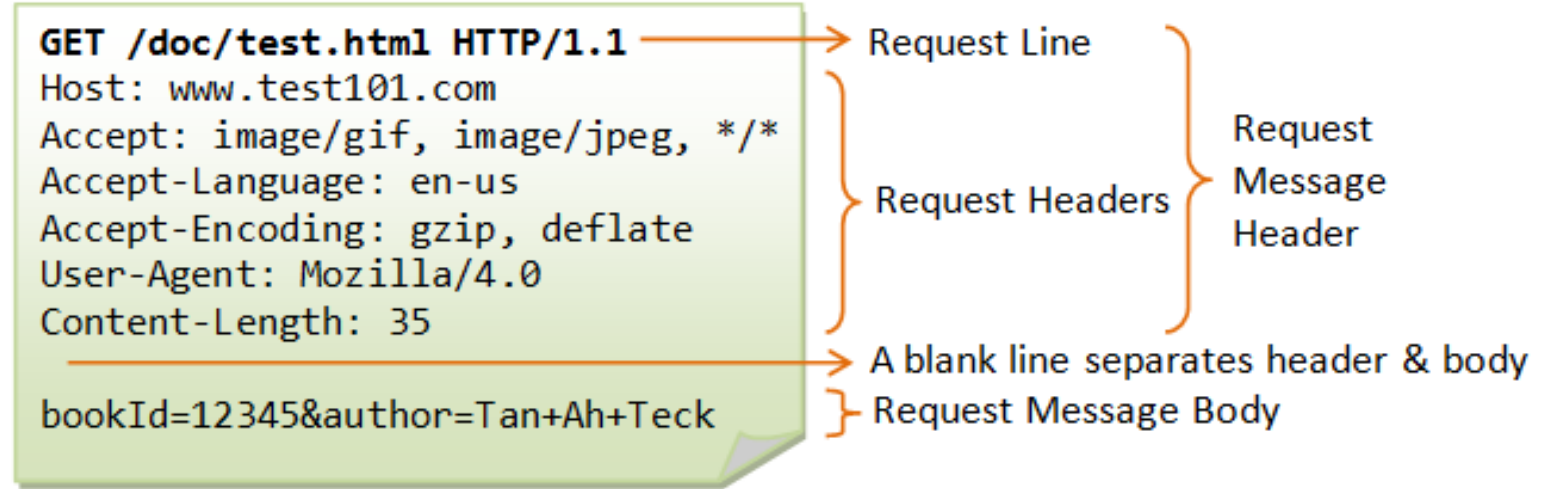 GET /doc/test.html HTTP/1.1
Host: www.test101.com
Accept: image/gif, image/jpeg, */*
Accept-Language: en-us
Accept-Encoding: gzip, deflate
User-Agent: Mozilla/4.0
Content-Length: 35
bookId=12345&author=Tan+Ah+Teck
Request Line
Request Headers
Request
Message
Header
A blank line separates header & body
Request Message Body